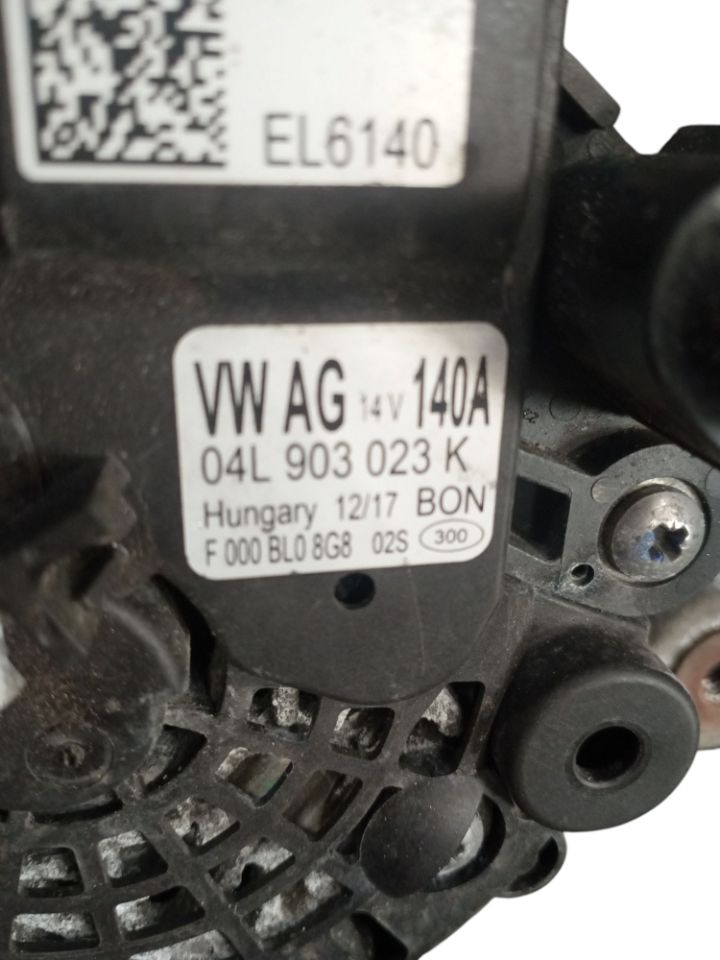 EL6140
VW AG 14 V 140A
04L 903 023 K
Hungary 12/17 BON
F 000 BL0 8G8 02S 300